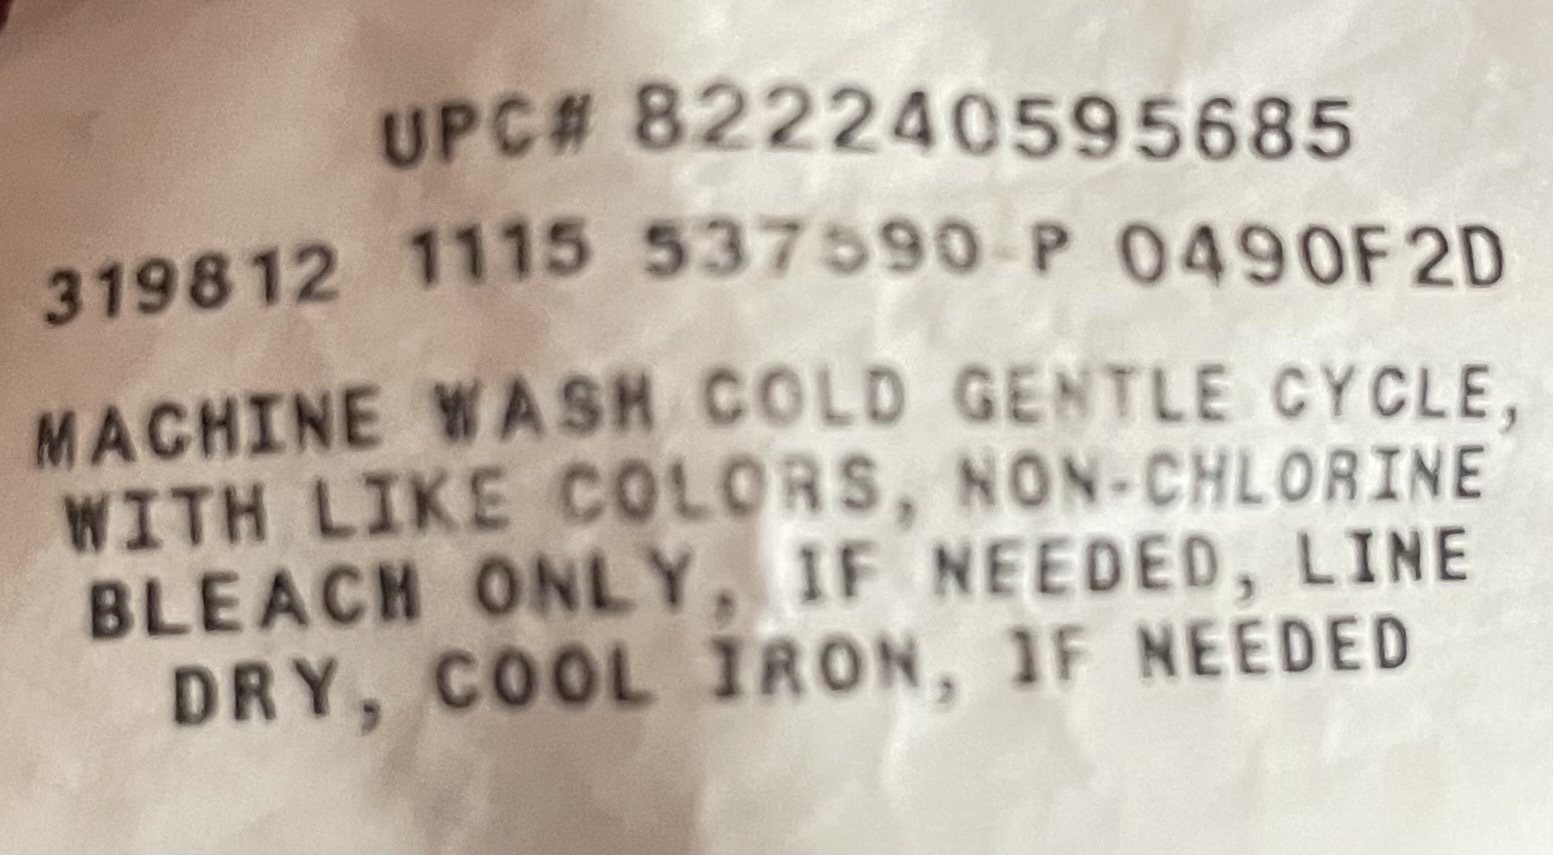 UPC# 822240595685
319812 1115 537590 P 0490F2D
MACHINE WASH COLD GENTLE CYCLE,
WITH LIKE COLORS, NON-CHLORINE
BLEACH ONLY, IF NEEDED, LINE
DRY, COOL IRON, IF NEEDED